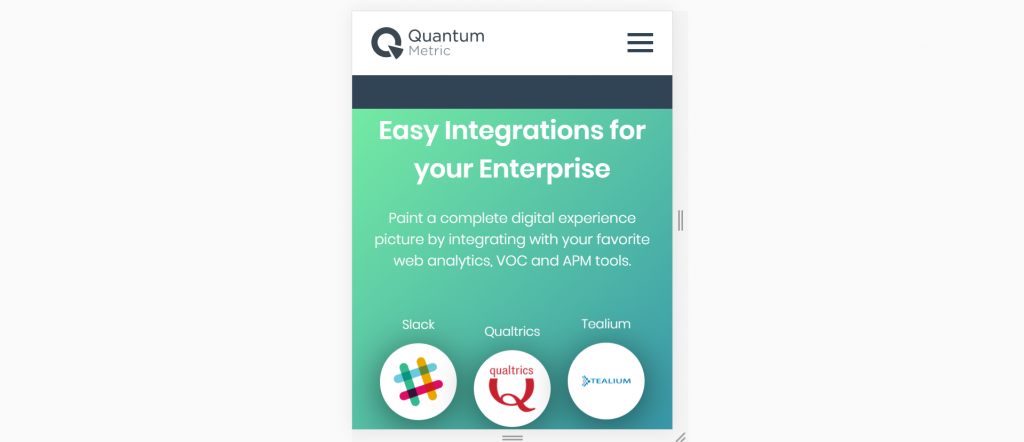 Quantum
Metric
Easy Integrations for
your Enterprise
Paint a complete digital experience
picture by integrating with your favorite
web analytics, VOC and APM tools.
Slack
Qualtrics
Tealium
qualtrics
Q
TEALIUM